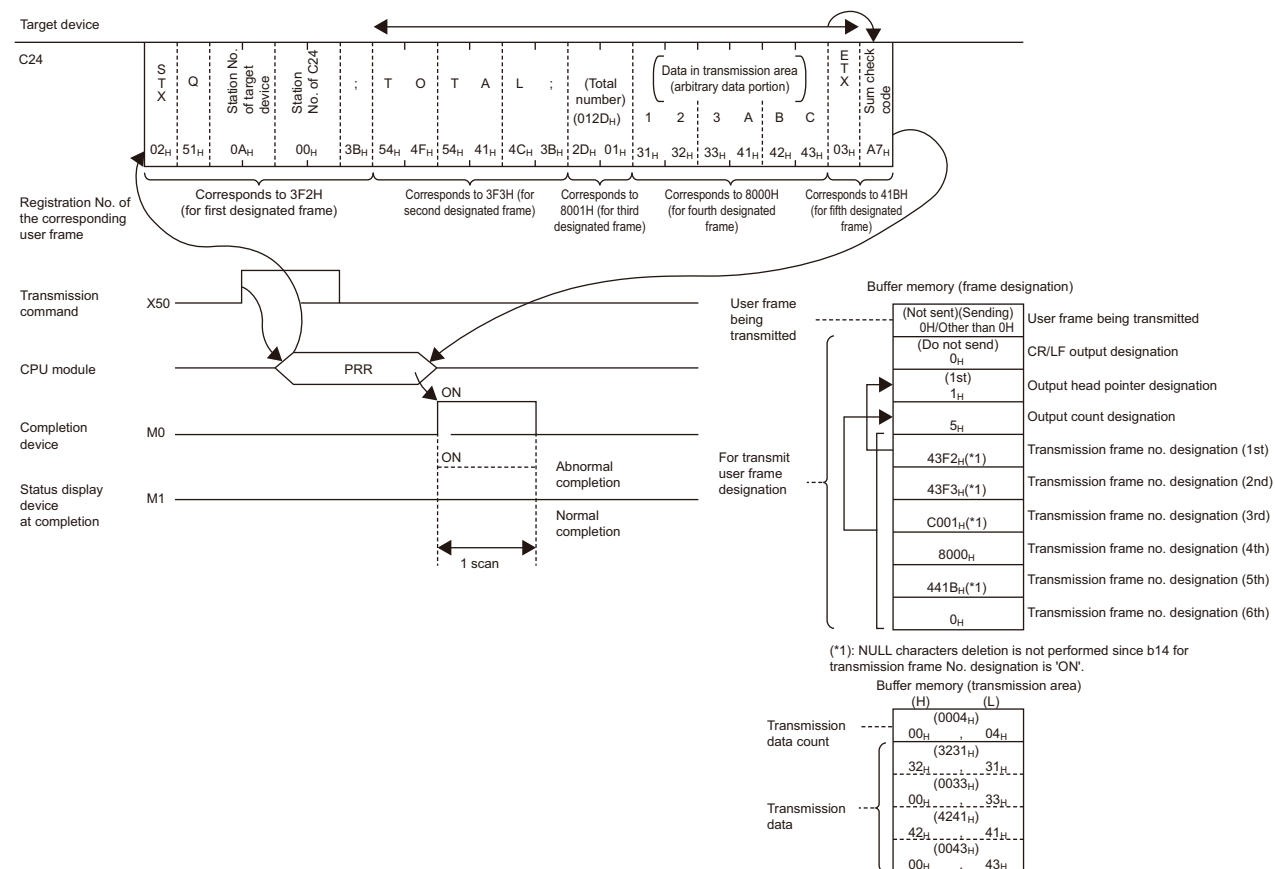 Target device
C24
STX
Q
Station No. of target device
Station No. of C24
;
T O T A L ;
(Total number)
(012DH)
Data in transmission area
(arbitrary data portion)
1 2 3 A B C
ETX
Sum check code
02H 51H 0AH 00H 3BH 54H 4FH 54H 41H 4CH 3BH 2DH 01H 31H 32H 33H 41H 42H 43H 03H A7H
Registration No. of
the corresponding
user frame
Corresponds to 3F2H
(for first designated frame)
Corresponds to 3F3H (for
second designated frame)
Corresponds to
8001H (for third
designated frame)
Corresponds to 8000H
(for fourth designated
frame)
Corresponds to 41BH
(for fifth designated
frame)
Transmission
command
X50
CPU module
PRR
ON
Completion
device
M0
ON
Abnormal
completion
Status display
device
at completion
M1
Normal
completion
1 scan
Buffer memory (frame designation)
User frame
being
transmitted
(Not sent)(Sending)
0H/Other than 0H
User frame being transmitted
(Do not send)
0H
CR/LF output designation
(1st)
1H
Output head pointer designation
5H
Output count designation
For transmit
user frame
designation
43F2H(*1)
Transmission frame no. designation (1st)
43F3H(*1)
Transmission frame no. designation (2nd)
C001H(*1)
Transmission frame no. designation (3rd)
8000H
Transmission frame no. designation (4th)
441BH(*1)
Transmission frame no. designation (5th)
0H
Transmission frame no. designation (6th)
(*1): NULL characters deletion is not performed since b14 for
transmission frame No. designation is 'ON'.
Buffer memory (transmission area)
(H) (L)
Transmission
data count
(0004H)
00H , 04H
Transmission
data
(3231H)
32H , 31H
(0033H)
00H , 33H
(4241H)
42H , 41H
(0043H)
00H , 43H